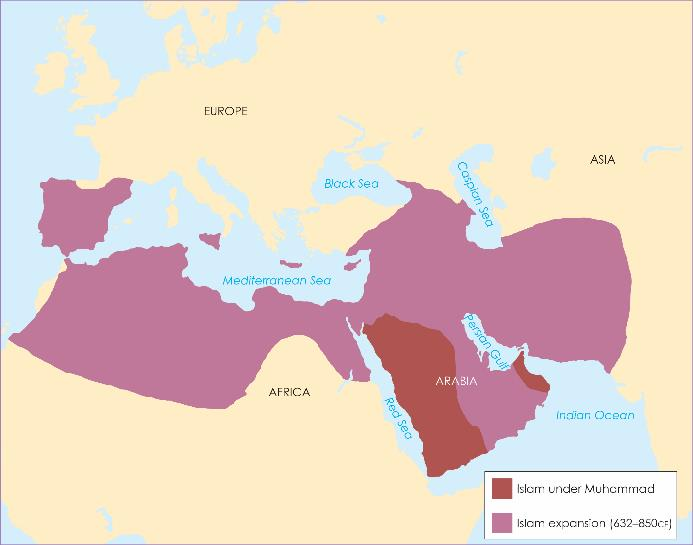 EUROPE
ASIA
Black Sea
Caspian Sea
Mediterranean Sea
Persian Gulf
ARABIA
AFRICA
Red Sea
Indian Ocean
Islam under Muhammad
Islam expansion (632–850CE)